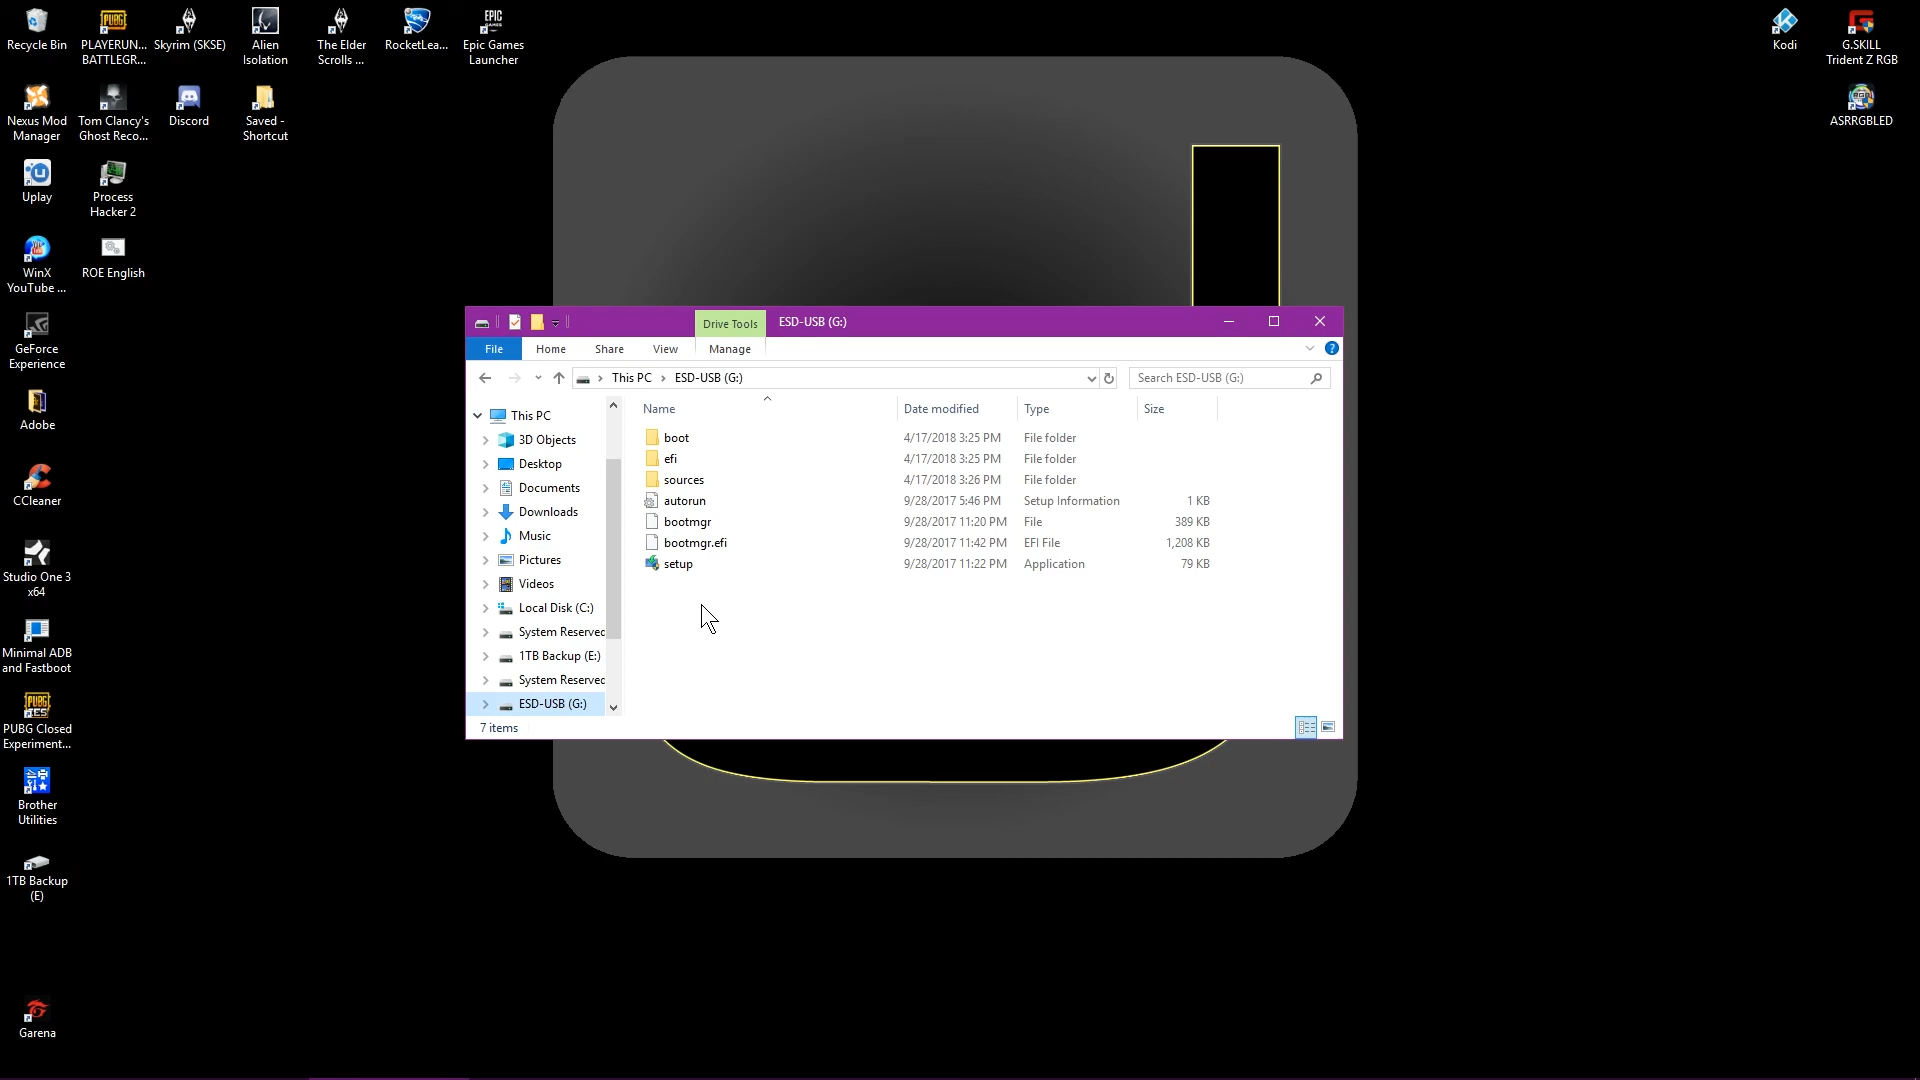 Recycle Bin
PLAYERUN...
BATTLEGR...
Skyrim (SKSE)
Alien
Isolation
The Elder
Scrolls ...
RocketLea...
Epic Games
Launcher
Kodi
G.SKILL
Trident Z RGB
Nexus Mod
Manager
Tom Clancy's
Ghost Reco...
Discord
Saved -
Shortcut
ASRRGBLED
Uplay
Process
Hacker 2
WinX
YouTube ...
ROE English
GeForce
Experience
Adobe
CCleaner
Studio One 3
x64
Minimal ADB
and Fastboot
PUBG Closed
Experiment...
Brother
Utilities
1TB Backup
(E)
Garena
Drive Tools
ESD-USB (G:)
File
Home
Share
View
Manage
This PC > ESD-USB (G:)
Search ESD-USB (G:)
This PC
3D Objects
Desktop
Documents
Downloads
Music
Pictures
Videos
Local Disk (C:)
System Reserved
1TB Backup (E:)
System Reserved
ESD-USB (G:)
Name Date modified Type Size
boot 4/17/2018 3:25 PM File folder
efi 4/17/2018 3:25 PM File folder
sources 4/17/2018 3:26 PM File folder
autorun 9/28/2017 5:46 PM Setup Information 1 KB
bootmgr 9/28/2017 11:20 PM File 389 KB
bootmgr.efi 9/28/2017 11:42 PM EFI File 1,208 KB
setup 9/28/2017 11:22 PM Application 79 KB
7 items